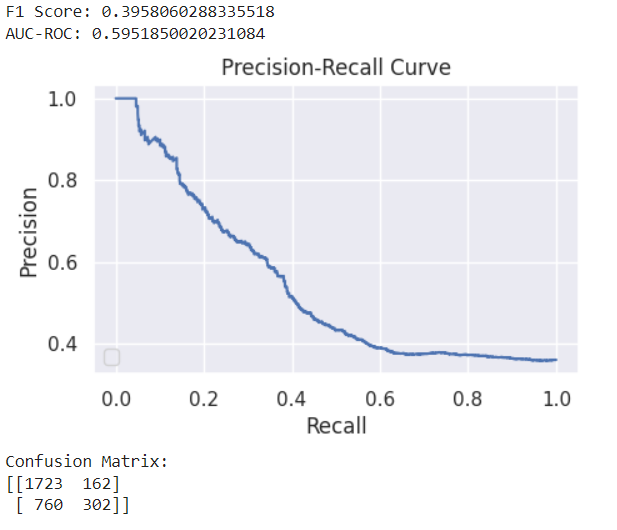 F1 Score: 0.3958060288335518
AUC-ROC: 0.5951850020231084
Precision-Recall Curve
1.0
0.8
0.6
0.4
Precision
0.0 0.2 0.4 0.6 0.8 1.0
Recall
Confusion Matrix:
[[1723 162]
[ 760 302]]